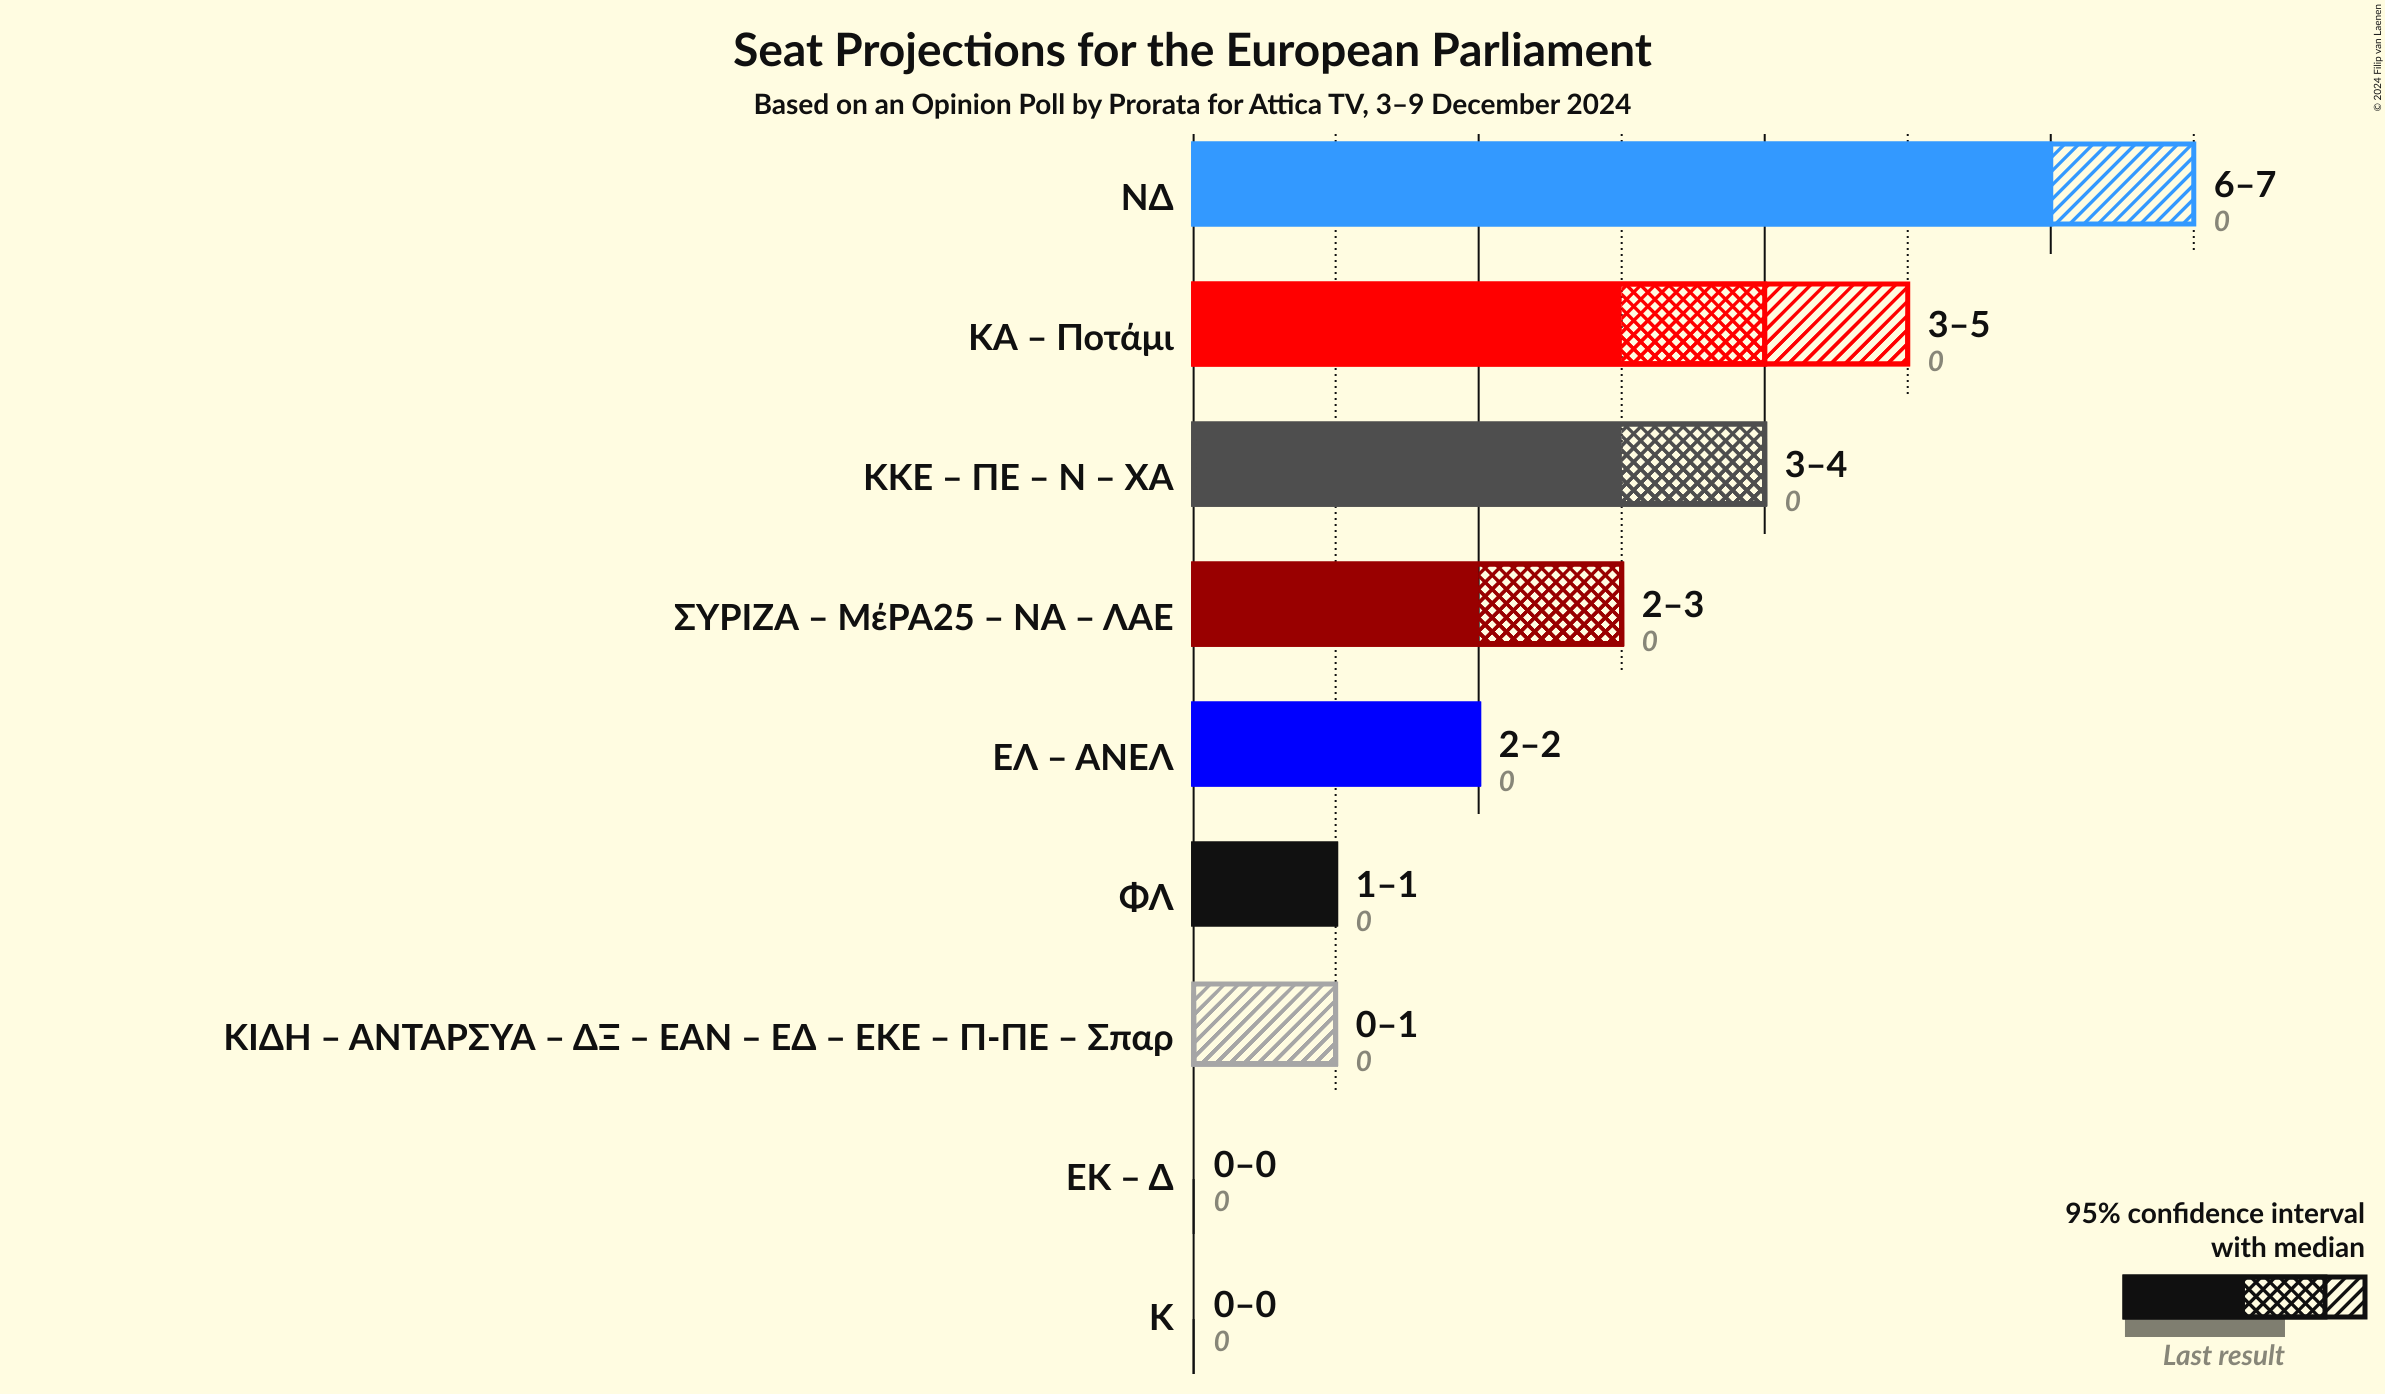 Seat Projections for the European Parliament
Based on an Opinion Poll by Prorata for Attica TV, 3–9 December 2024
© 2024 Filip van Laenen
ΝΔ
6–7
0
ΚΑ – Ποτάμι
3–5
0
ΚΚΕ – ΠΕ – Ν – ΧΑ
3–4
0
ΣΥΡΙΖΑ – ΜέΡΑ25 – ΝΑ – ΛΑΕ
2–3
0
ΕΛ – ΑΝΕΛ
2–2
0
ΦΛ
1–1
0
ΚΙΔΗ – ΑΝΤΑΡΣΥΑ – ΔΞ – ΕΑΝ – ΕΔ – ΕΚΕ – Π-ΠΕ – Σπαρ
0–1
0
ΕΚ – Δ
0–0
0
Κ
0–0
0
95% confidence interval
with median
Last result